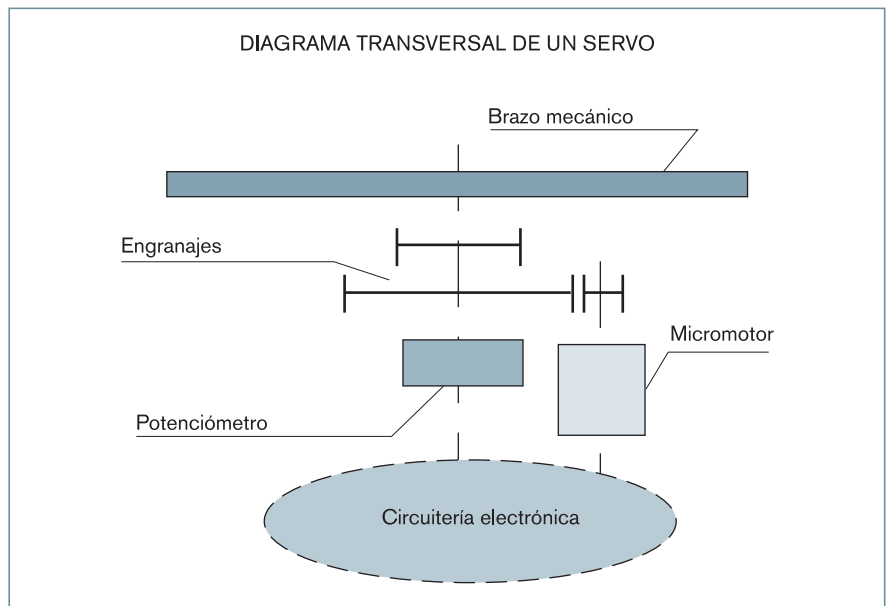 DIAGRAMA TRANSVERSAL DE UN SERVO
Brazo mecánico
Engranajes
Micromotor
Potenciómetro
Circuitería electrónica